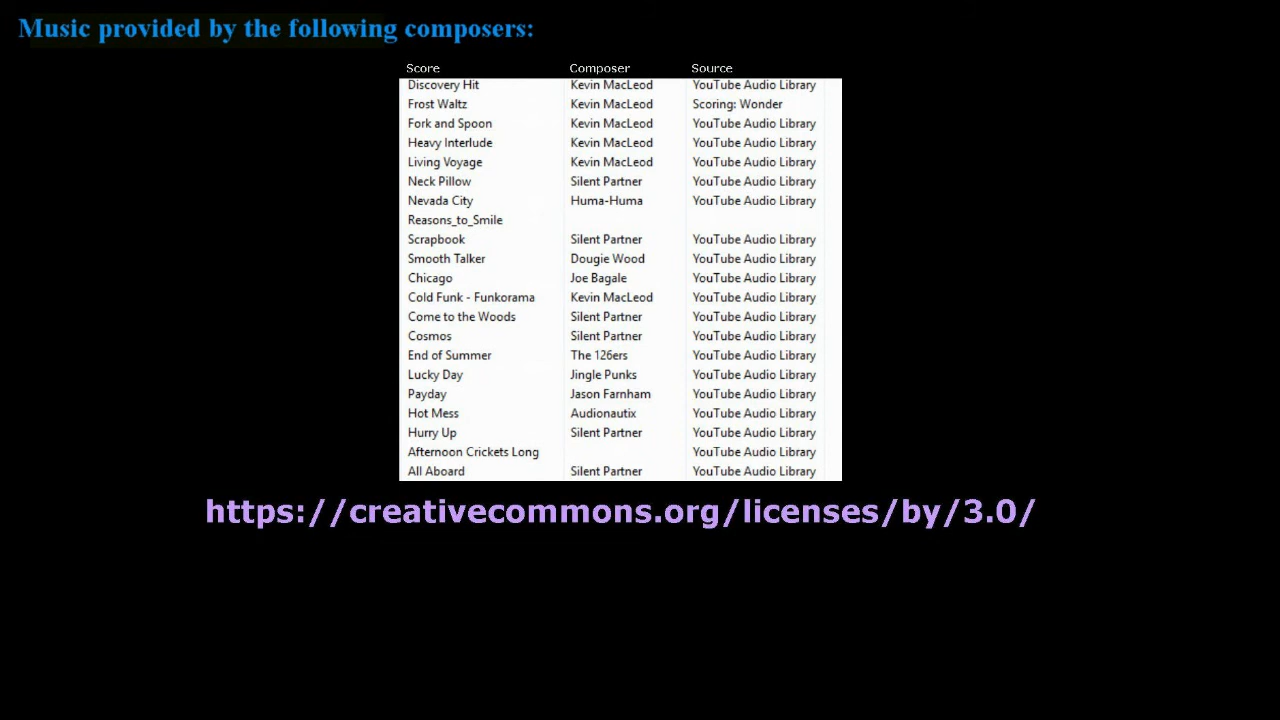 Music provided by the following composers:
Score Composer Source
Discovery Hit Kevin MacLeod YouTube Audio Library
Frost Waltz Kevin MacLeod Scoring: Wonder
Fork and Spoon Kevin MacLeod YouTube Audio Library
Heavy Interlude Kevin MacLeod YouTube Audio Library
Living Voyage Kevin MacLeod YouTube Audio Library
Neck Pillow Silent Partner YouTube Audio Library
Nevada City Huma-Huma YouTube Audio Library
Reasons_to_Smile
Scrapbook Silent Partner YouTube Audio Library
Smooth Talker Dougie Wood YouTube Audio Library
Chicago Joe Bagale YouTube Audio Library
Cold Funk - Funkorama Kevin MacLeod YouTube Audio Library
Come to the Woods Silent Partner YouTube Audio Library
Cosmos Silent Partner YouTube Audio Library
End of Summer The 126ers YouTube Audio Library
Lucky Day Jingle Punks YouTube Audio Library
Payday Jason Farnham YouTube Audio Library
Hot Mess Audionautix YouTube Audio Library
Hurry Up Silent Partner YouTube Audio Library
Afternoon Crickets Long YouTube Audio Library
All Aboard Silent Partner YouTube Audio Library
https://creativecommons.org/licenses/by/3.0/